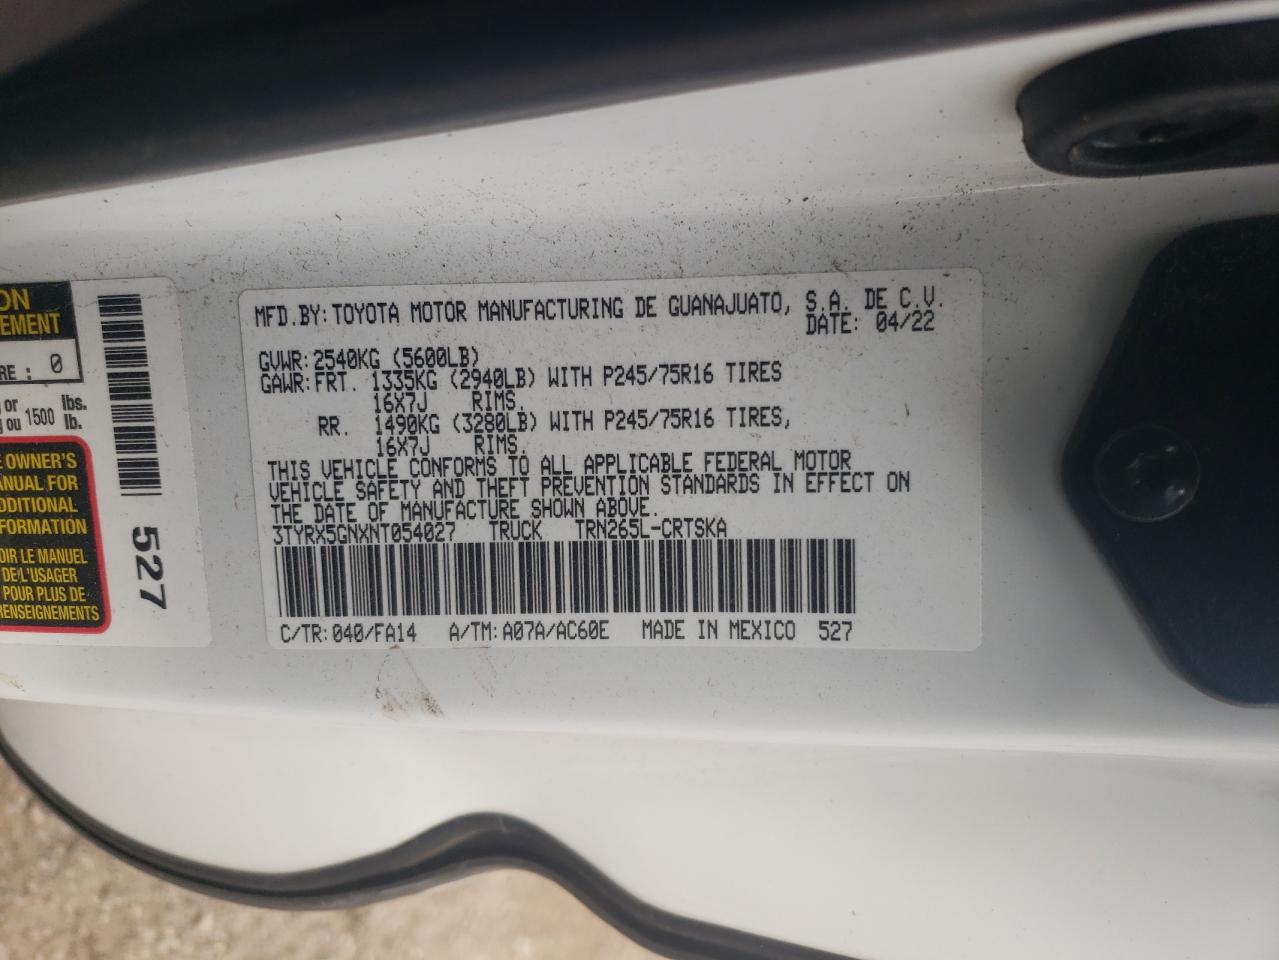 ON
EMENT
RE : 0
or lbs.
ou 1500 lb.
OWNER'S
ANUAL FOR
DDITIONAL
FORMATION
OIR LE MANUEL
DE L'USAGER
POUR PLUS DE
RENSEIGNEMENTS
527
MFD.BY: TOYOTA MOTOR MANUFACTURING DE GUANAJUATO, S.A. DE C.V.
DATE: 04/22
GVWR: 2540KG (5600LB)
GAWR: FRT. 1335KG (2940LB) WITH P245/75R16 TIRES
16X7J RIMS.
RR. 1490KG (3280LB) WITH P245/75R16 TIRES,
16X7J RIMS.
THIS VEHICLE CONFORMS TO ALL APPLICABLE FEDERAL MOTOR
VEHICLE SAFETY AND THEFT PREVENTION STANDARDS IN EFFECT ON
THE DATE OF MANUFACTURE SHOWN ABOVE.
3TYRX5GNXNT054027 TRUCK TRN265L-CRTSKA
C/TR: 040/FA14 A/TM: A07A/AC60E MADE IN MEXICO 527